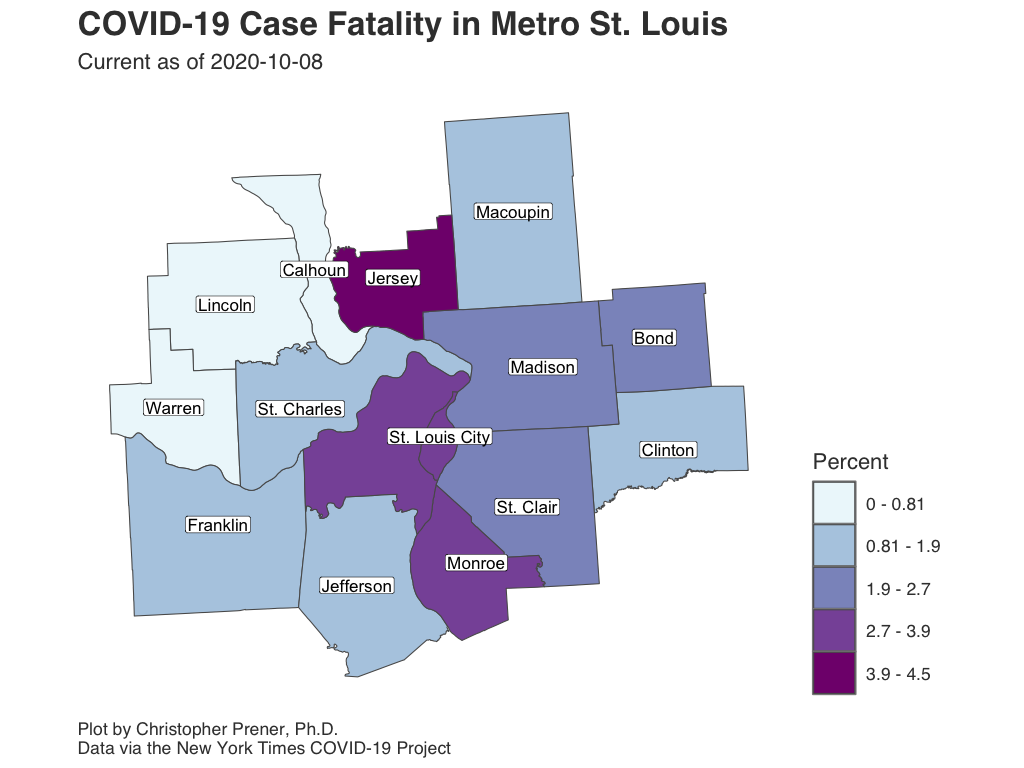 COVID-19 Case Fatality in Metro St. Louis
Current as of 2020-10-08
Macoupin
Calhoun
Jersey
Lincoln
Bond
Madison
Warren
St. Charles
St. Louis City
Clinton
St. Clair
Franklin
Monroe
Jefferson
Percent
0 - 0.81
0.81 - 1.9
1.9 - 2.7
2.7 - 3.9
3.9 - 4.5
Plot by Christopher Prener, Ph.D.
Data via the New York Times COVID-19 Project